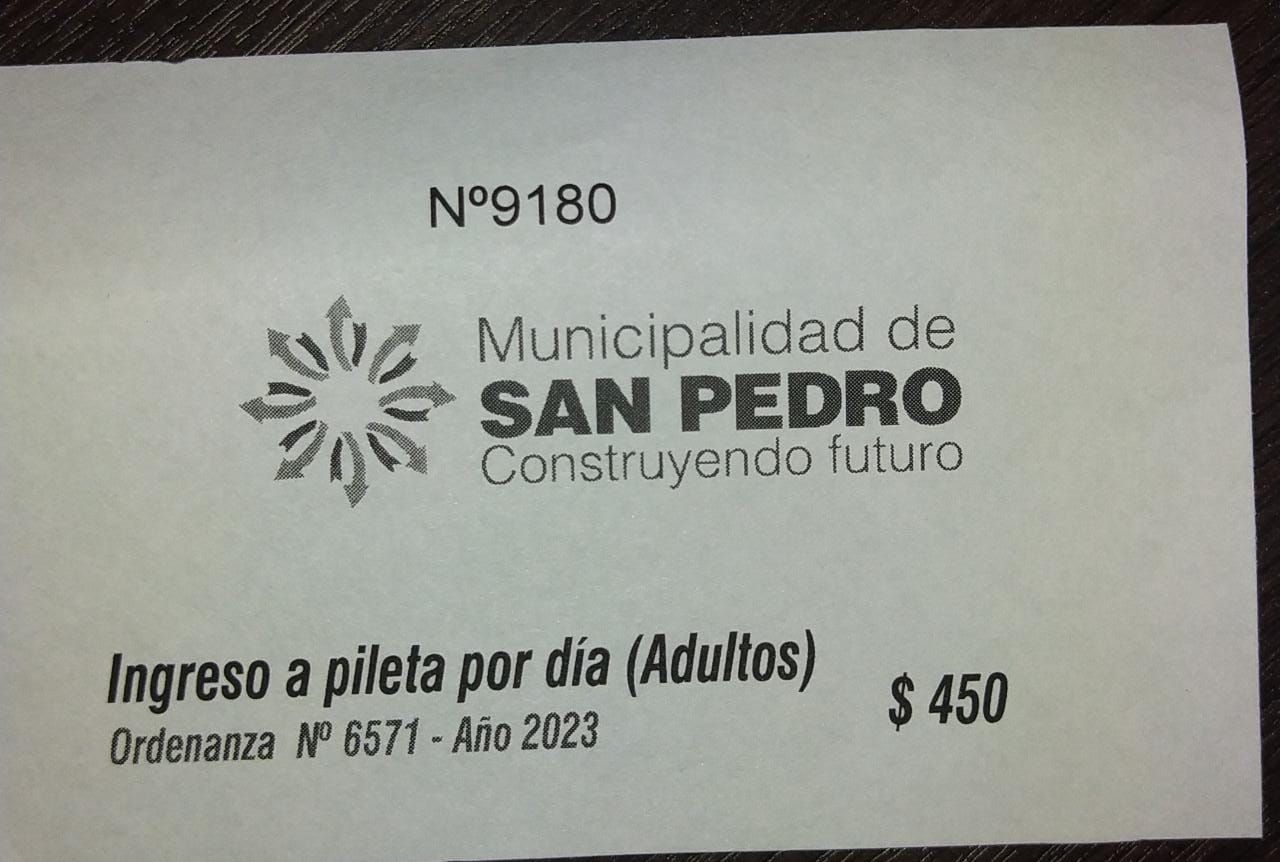 Nº9180
Municipalidad de
SAN PEDRO
Construyendo futuro
Ingreso a pileta por día (Adultos)
$ 450
Ordenanza Nº 6571 - Año 2023